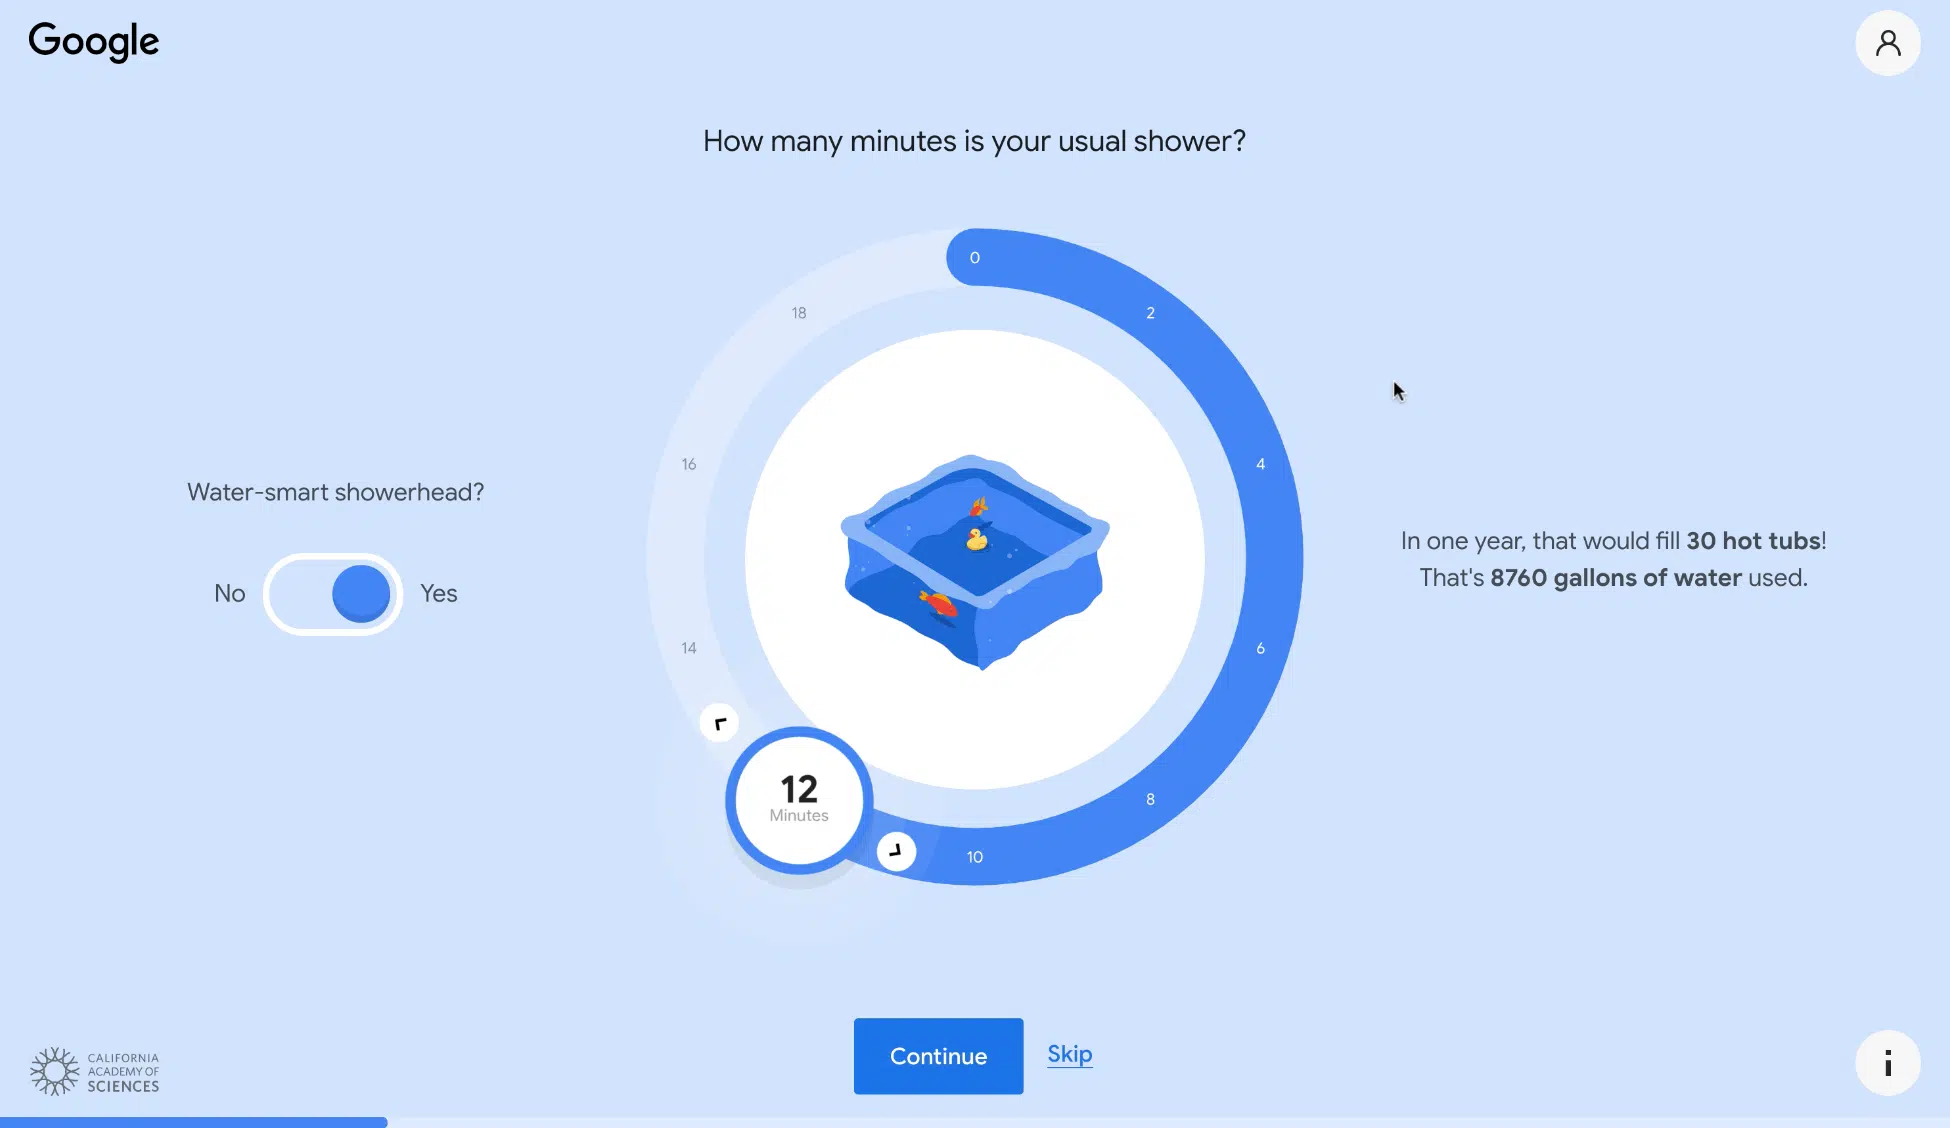 Google
How many minutes is your usual shower?
0
18
2
16
4
Water-smart showerhead?
In one year, that would fill 30 hot tubs!
That's 8760 gallons of water used.
No
Yes
14
6
12
Minutes
8
10
Continue
Skip
CALIFORNIA
ACADEMY OF
SCIENCES
i